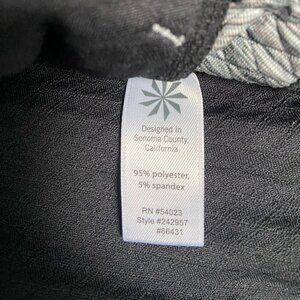 Designed in
Sonoma County,
California
95% polyester,
5% spandex
RN #54023
Style #242957
#66431